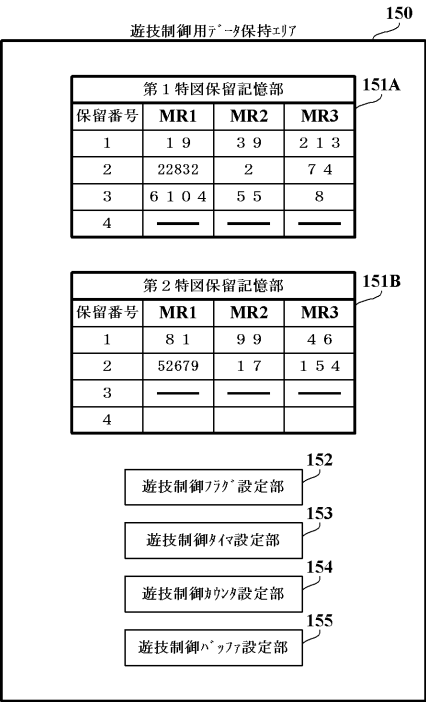 150
遊技制御用ﾃﾞｰﾀ保持ｴﾘｱ
151A
第１特図保留記憶部
保留番号 MR1 MR2 MR3
1 １９ ３９ ２１３
2 22832 2 ７４
3 ６１０４ ５５ 8
4 ── ── ──
151B
第２特図保留記憶部
保留番号 MR1 MR2 MR3
1 ８１ ９９ ４６
2 52679 １７ １５４
3 ── ── ──
4
152
遊技制御ﾌﾗｸﾞ設定部
153
遊技制御ﾀｲﾏ設定部
154
遊技制御ｶｳﾝﾀ設定部
155
遊技制御ﾊﾞｯﾌｧ設定部